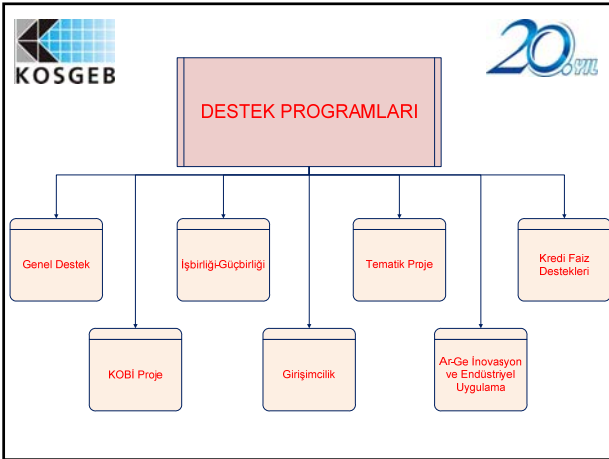 KOSGEB
20.YIL
DESTEK PROGRAMLARI
Genel Destek
İşbirliği-Güçbirliği
Tematik Proje
Kredi Faiz
Destekleri
KOBİ Proje
Girişimcilik
Ar-Ge İnovasyon
ve Endüstriyel
Uygulama